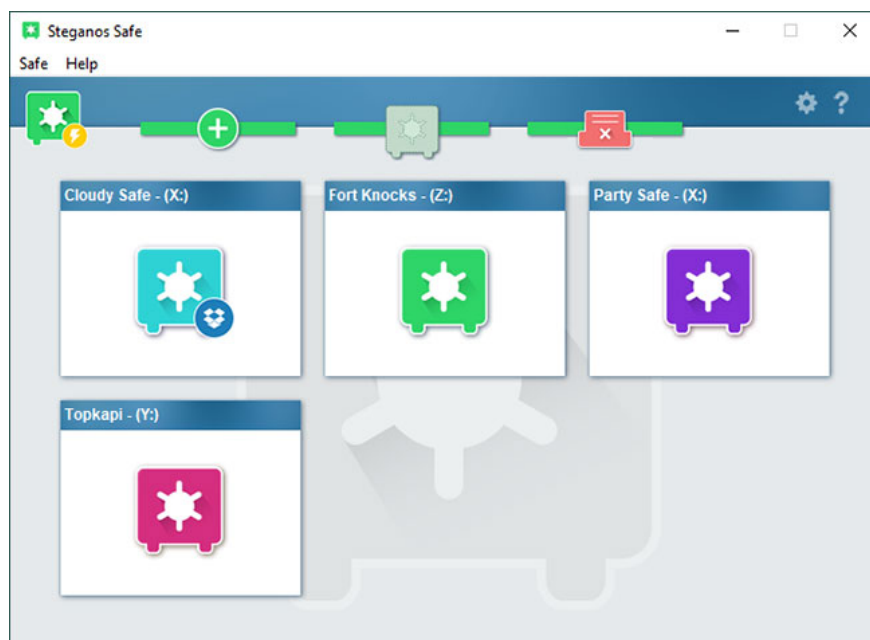 Steganos Safe
Safe Help
Cloudy Safe - (X:)
Fort Knocks - (Z:)
Party Safe - (X:)
Topkapi - (Y:)